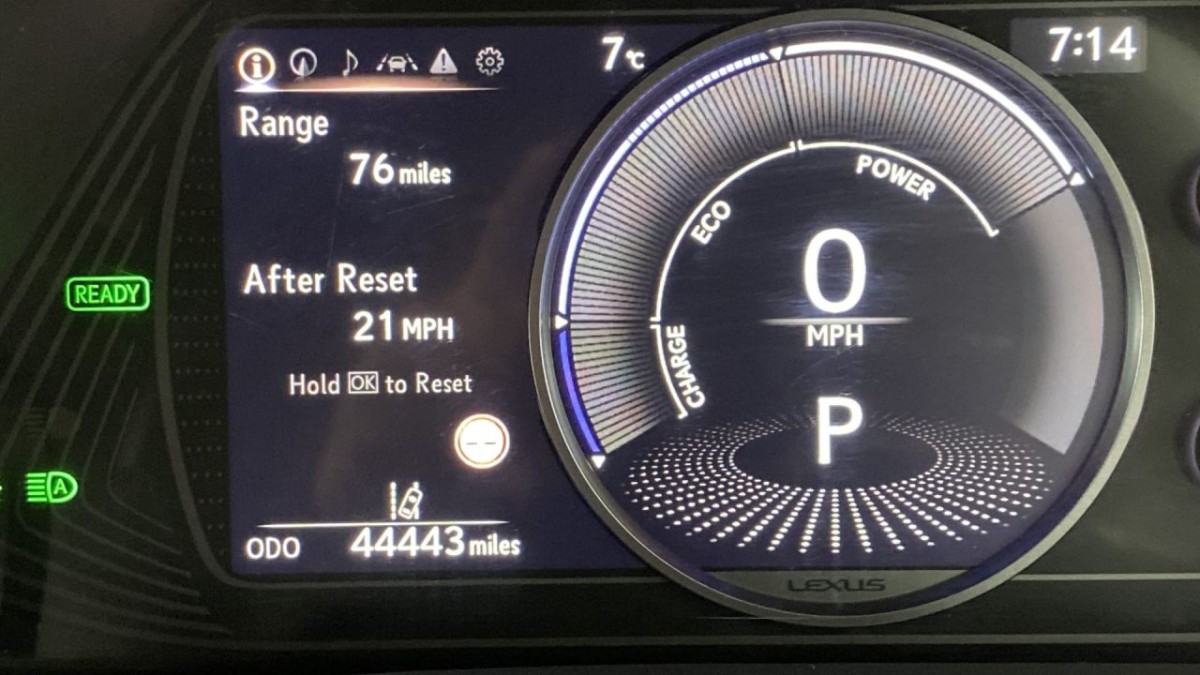 7°C
7:14
Range
76 miles
After Reset
21 MPH
Hold OK to Reset
--
ODO 44443 miles
READY
A
CHARGE
ECO
POWER
0
MPH
P
LEXUS